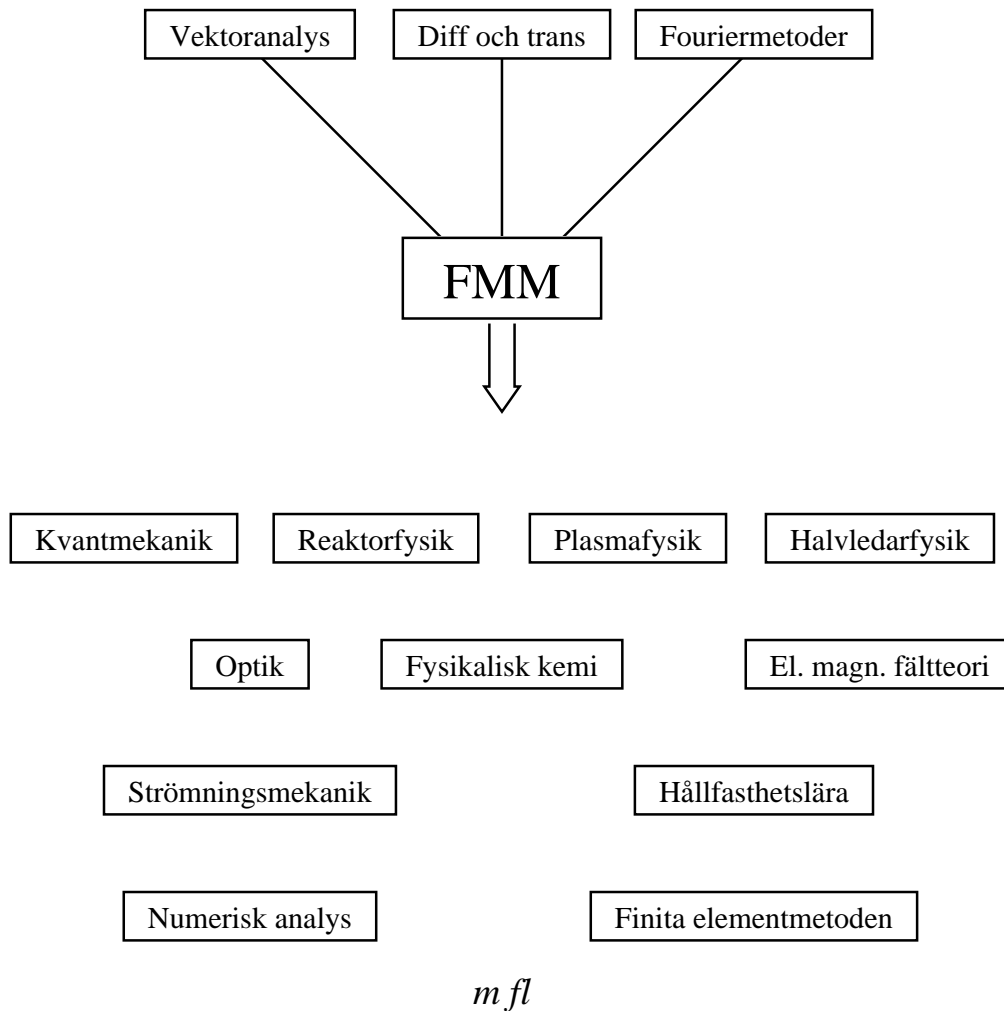 Vektoranalys Diff och trans Fouriermetoder
FMM
Kvantmekanik Reaktorfysik Plasmafysik Halvledarfysik
Optik Fysikalisk kemi El. magn. fältteori
Strömningsmekanik Hållfasthetslära
Numerisk analys Finita elementmetoden
m fl